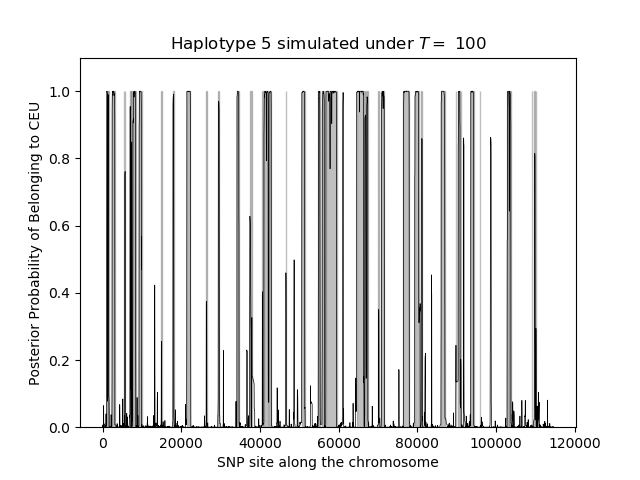 Haplotype 5 simulated under T = 100
Posterior Probability of Belonging to CEU
1.0
0.8
0.6
0.4
0.2
0.0
0 20000 40000 60000 80000 100000 120000
SNP site along the chromosome